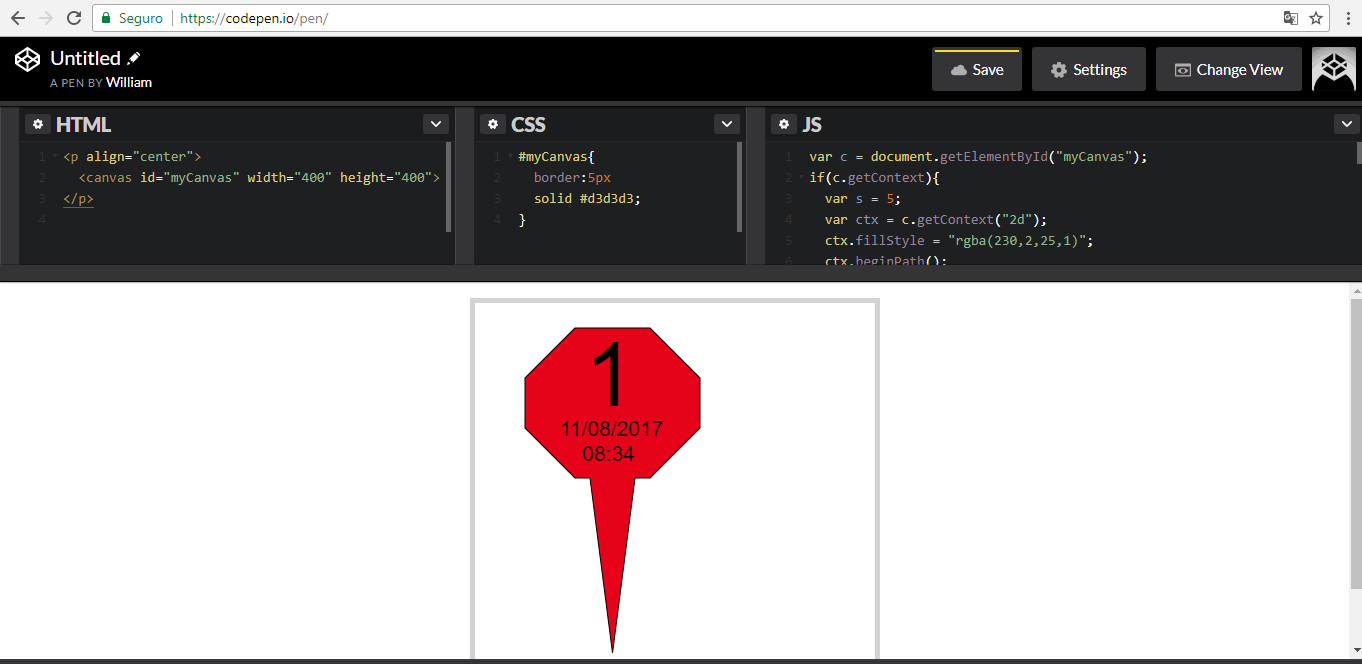 Seguro https://codepen.io/pen/
Untitled
A PEN BY William
Save
Settings
Change View
HTML
1 <p align="center">
2 <canvas id="myCanvas" width="400" height="400">
3 </p>
4
CSS
1 #myCanvas{
2 border:5px
3 solid #d3d3d3;
4 }
JS
1 var c = document.getElementById("myCanvas");
2 if(c.getContext){
3 var s = 5;
4 var ctx = c.getContext("2d");
5 ctx.fillStyle = "rgba(230,2,25,1)";
6 ctx.beginPath();
1
11/08/2017
08:34